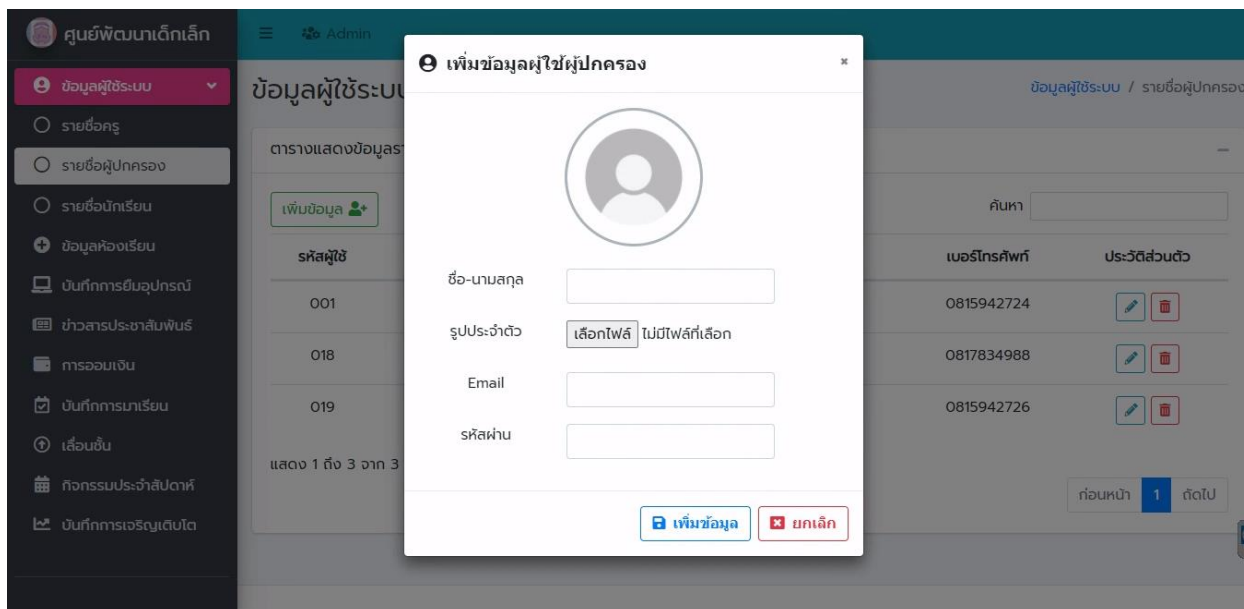 ศูนย์พัฒนาเด็กเล็ก
Admin
ข้อมูลผู้ใช้ระบบ
รายชื่อครู
รายชื่อผู้ปกครอง
รายชื่อนักเรียน
ข้อมูลห้องเรียน
บันทึกการยืมอุปกรณ์
ข่าวสารประชาสัมพันธ์
การออมเงิน
บันทึกการมาเรียน
เลื่อนชั้น
กิจกรรมประจำสัปดาห์
บันทึกการเจริญเติบโต
ข้อมูลผู้ใช้ระบบ / รายชื่อผู้ปกครอง
ตารางแสดงข้อมูล
เพิ่มข้อมูล
ค้นหา
รหัสผู้ใช้ เบอร์โทรศัพท์ ประวัติส่วนตัว
001 0815942724
018 0817834988
019 0815942726
แสดง 1 ถึง 3 จาก 3
ก่อนหน้า 1 ถัดไป
เพิ่มข้อมูลผู้ใช้ผู้ปกครอง
ชื่อ-นามสกุล
รูปประจำตัว เลือกไฟล์ ไม่มีไฟล์ที่เลือก
Email
รหัสผ่าน
เพิ่มข้อมูล ยกเลิก